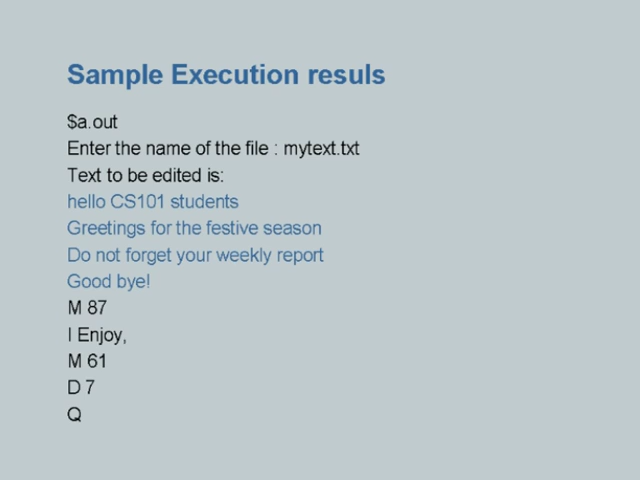 Sample Execution resuls
$a.out
Enter the name of the file : mytext.txt
Text to be edited is:
hello CS101 students
Greetings for the festive season
Do not forget your weekly report
Good bye!
M 87
I Enjoy,
M 61
D 7
Q